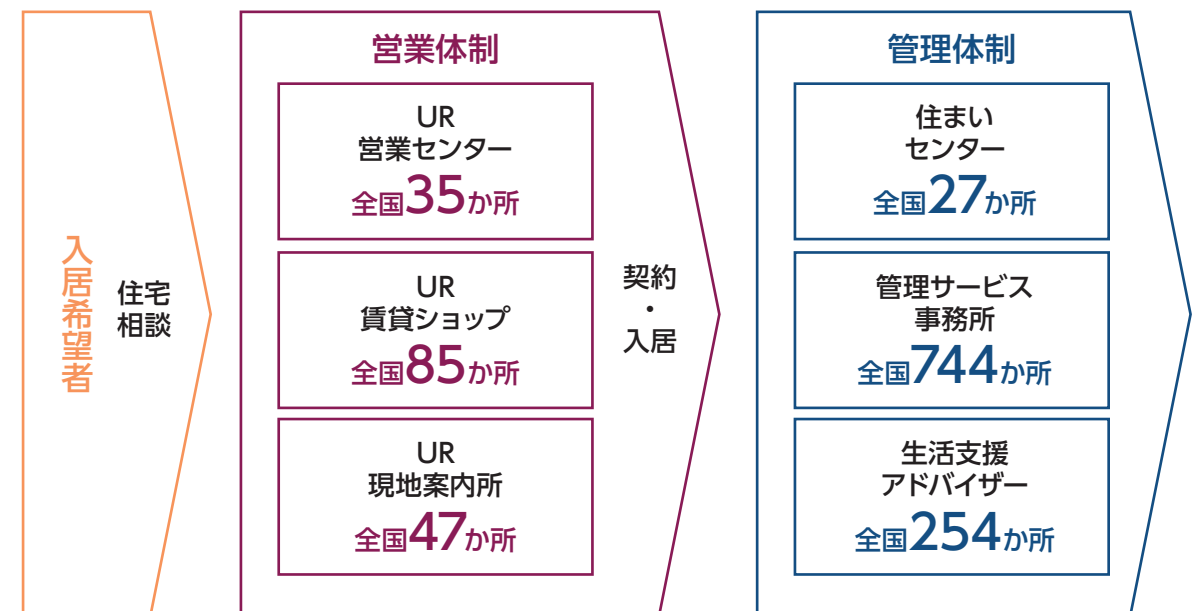 入居希望者
住宅
相談
営業体制
UR
営業センター
全国35か所
UR
賃貸ショップ
全国85か所
UR
現地案内所
全国47か所
契約
・
入居
管理体制
住まい
センター
全国27か所
管理サービス
事務所
全国744か所
生活支援
アドバイザー
全国254か所